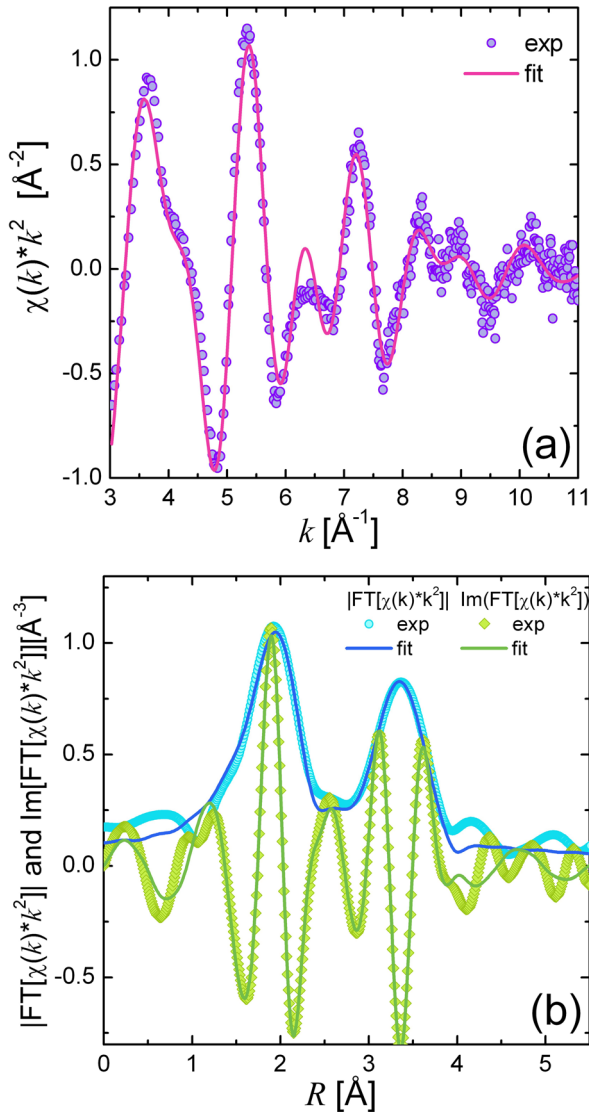 1.0
0.5
0.0
-0.5
-1.0
χ(k)*k² [Å⁻²]
exp
fit
(a)
3 4 5 6 7 8 9 10 11
k [Å⁻¹]
|FT[χ(k)*k²]| and Im[FT[χ(k)*k²]][Å⁻³]
1.0
0.5
0.0
-0.5
|FT[χ(k)*k²]| Im(FT[χ(k)*k²])
exp exp
fit fit
(b)
0 1 2 3 4 5
R [Å]